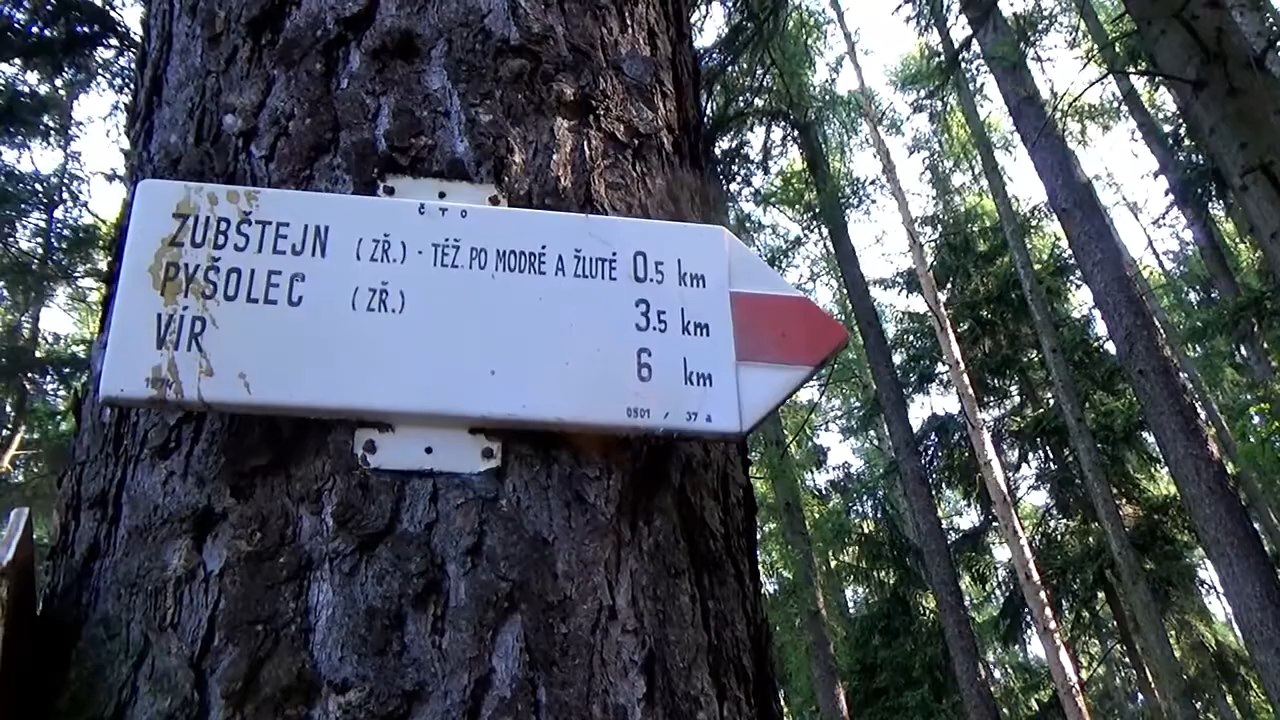 ČTO
ZUBŠTEJN (ZŘ.) - TÉŽ. PO MODRÉ A ŽLUTÉ 0.5 km
PYŠOLEC (ZŘ.) 3.5 km
VÍR 6 km
0501 / 37 a